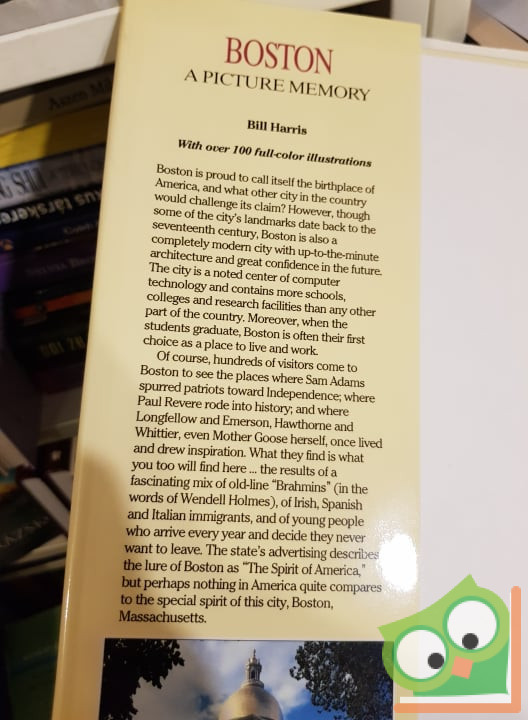 BOSTON
A PICTURE MEMORY
Bill Harris
With over 100 full-color illustrations
Boston is proud to call itself the birthplace of
America, and what other city in the country
would challenge its claim? However, though
some of the city's landmarks date back to the
seventeenth century, Boston is also a
completely modern city with up-to-the-minute
architecture and great confidence in the future.
The city is a noted center of computer
technology and contains more schools,
colleges and research facilities than any other
part of the country. Moreover, when the
students graduate, Boston is often their first
choice as a place to live and work.
Of course, hundreds of visitors come to
Boston to see the places where Sam Adams
spurred patriots toward Independence; where
Paul Revere rode into history; and where
Longfellow and Emerson, Hawthorne and
Whittier, even Mother Goose herself, once lived
and drew inspiration. What they find is what
you too will find here ... the results of a
fascinating mix of old-line "Brahmins" (in the
words of Wendell Holmes), of Irish, Spanish
and Italian immigrants, and of young people
who arrive every year and decide they never
want to leave. The state's advertising describes
the lure of Boston as "The Spirit of America,"
but perhaps nothing in America quite compares
to the special spirit of this city, Boston,
Massachusetts.